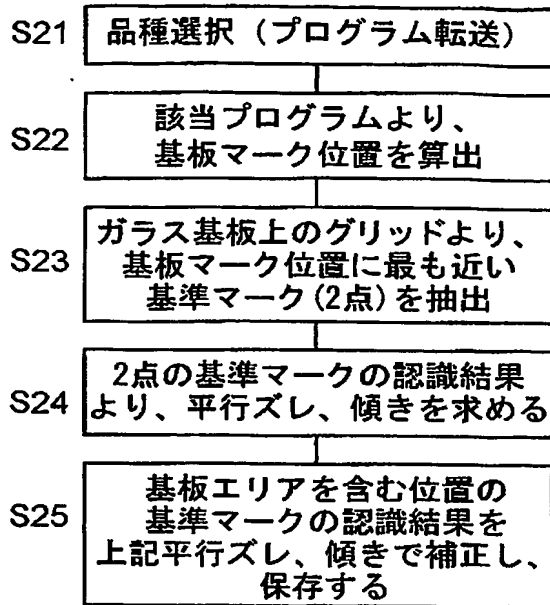 S21 品種選択（プログラム転送）
S22 該当プログラムより、
基板マーク位置を算出
S23 ガラス基板上のグリッドより、
基板マーク位置に最も近い
基準マーク(2点)を抽出
S24 2点の基準マークの認識結果
より、平行ズレ、傾きを求める
S25 基板エリアを含む位置の
基準マークの認識結果を
上記平行ズレ、傾きで補正し、
保存する